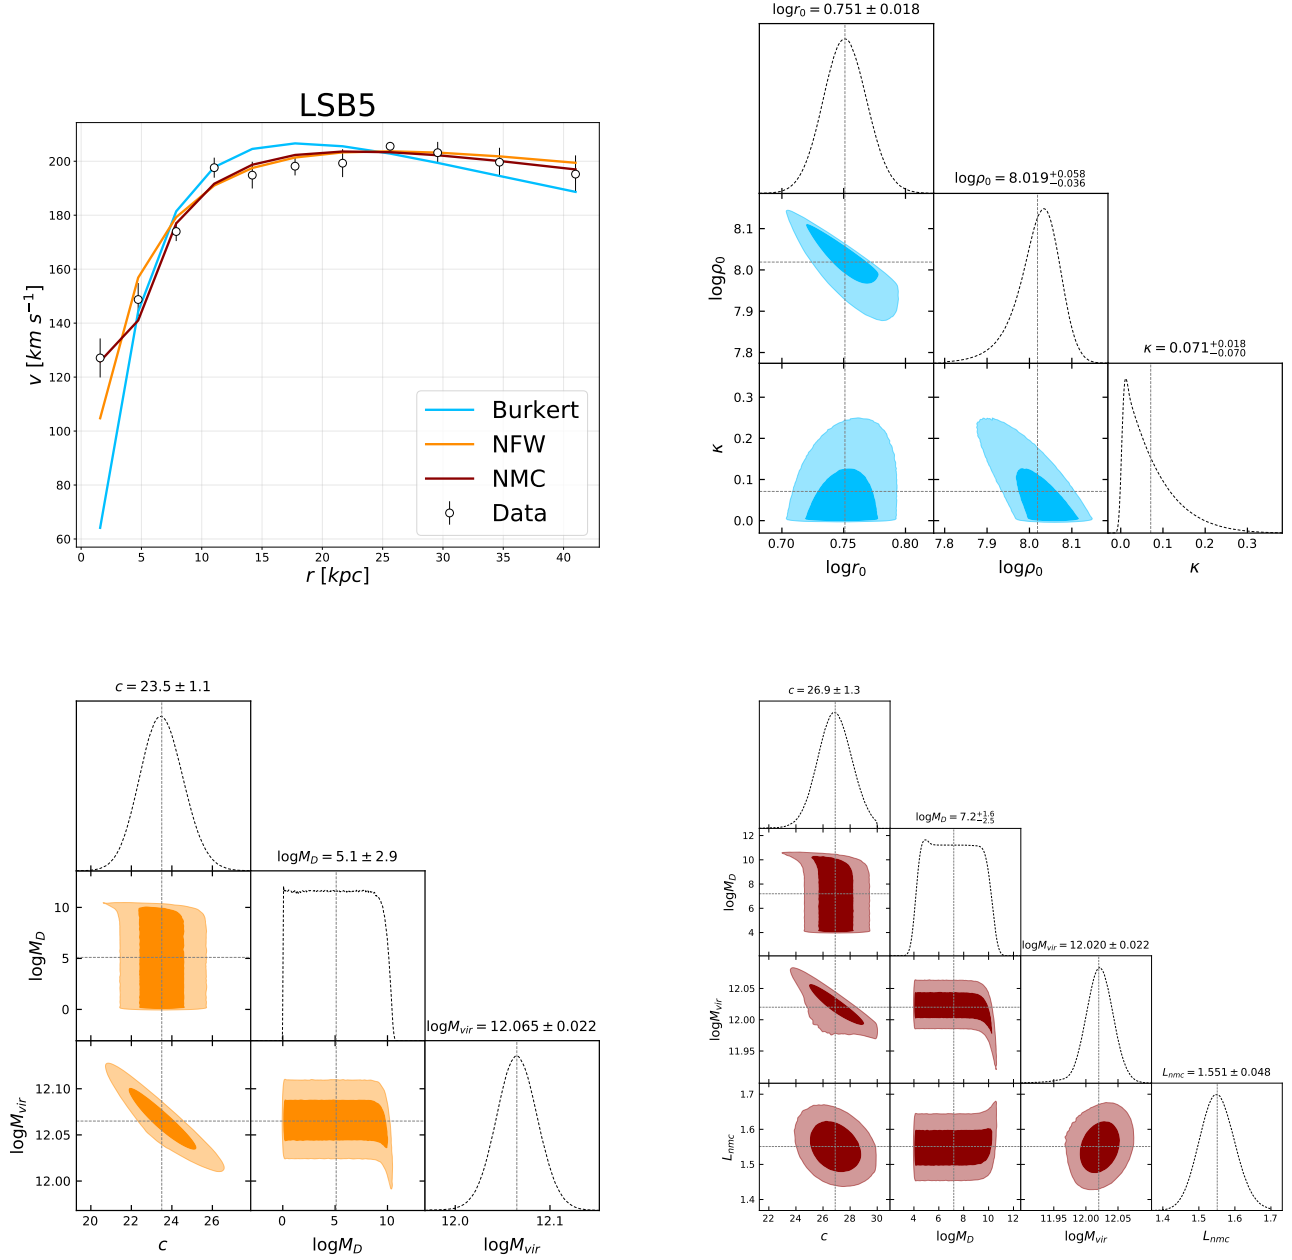 LSB5
200
180
160
140
120
100
80
60
v [km s⁻¹]
0 5 10 15 20 25 30 35 40
r [kpc]
Burkert
NFW
NMC
Data
logr₀ = 0.751 ± 0.018
logρ₀ = 8.019 +0.058 −0.036
8.1
8.0
7.9
7.8
logρ₀
κ = 0.071 +0.018 −0.070
0.3
0.2
0.1
0.0
κ
0.70 0.75 0.80
7.8 7.9 8.0 8.1
0.0 0.1 0.2 0.3
logr₀
logρ₀
κ
c = 23.5 ± 1.1
logM_D = 5.1 ± 2.9
10
5
0
logM_D
logM_vir = 12.065 ± 0.022
12.10
12.05
12.00
logM_vir
20 22 24 26
0 5 10
12.0 12.1
c
logM_D
logM_vir
c = 26.9 ± 1.3
logM_D = 7.2 +1.6 −2.5
12
10
8
6
4
logM_D
logM_vir = 12.020 ± 0.022
12.05
12.00
11.95
logM_vir
L_nmc = 1.551 ± 0.048
1.7
1.6
1.5
1.4
L_nmc
22 24 26 28 30
4 6 8 10 12
11.95 12.00 12.05
1.4 1.5 1.6 1.7
c
logM_D
logM_vir
L_nmc